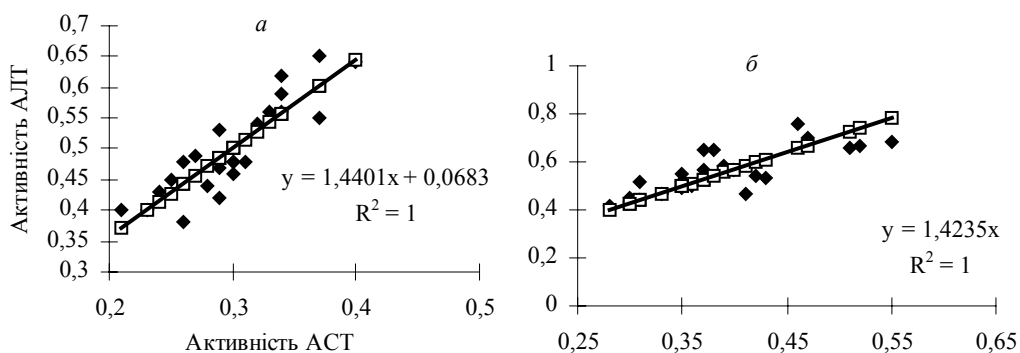 а
Активність АЛТ
0,7
0,65
0,6
0,55
0,5
0,45
0,4
0,35
0,3
y = 1,4401x + 0,0683
R² = 1
0,2 0,3 0,4 0,5
Активність АСТ
б
1
0,8
0,6
0,4
0,2
0
y = 1,4235x
R² = 1
0,25 0,35 0,45 0,55 0,65